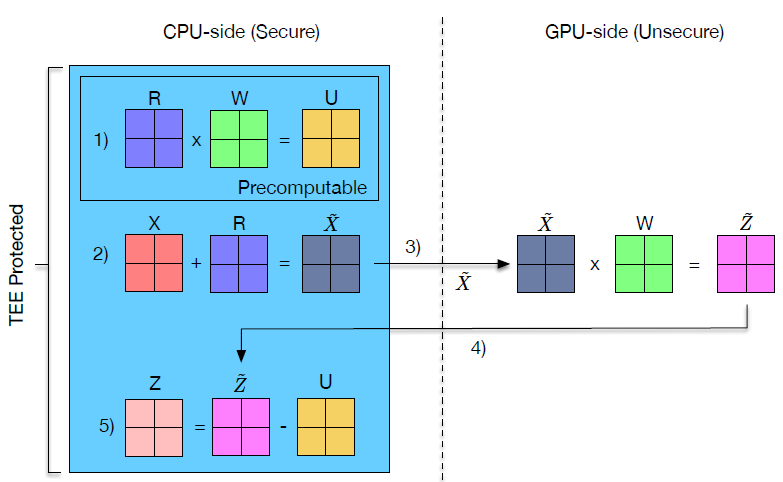 CPU-side (Secure)
GPU-side (Unsecure)
TEE Protected
R W U
1) x =
Precomputable
X R X̃
2) + =
3)
X̃
X̃ W Z̃
x =
4)
Z Z̃ U
5) = -